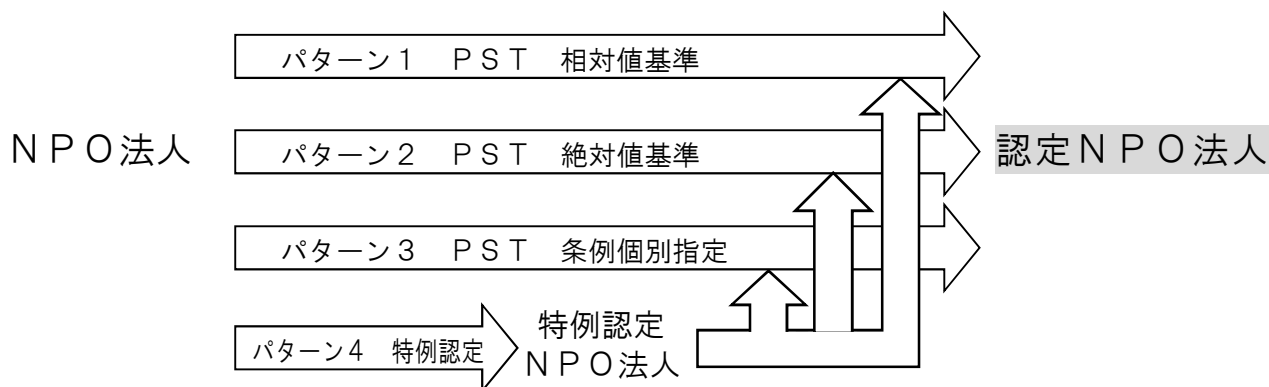 パターン１　ＰＳＴ　相対値基準
ＮＰＯ法人
パターン２　ＰＳＴ　絶対値基準
認定ＮＰＯ法人
パターン３　ＰＳＴ　条例個別指定
パターン４　特例認定
特例認定
ＮＰＯ法人